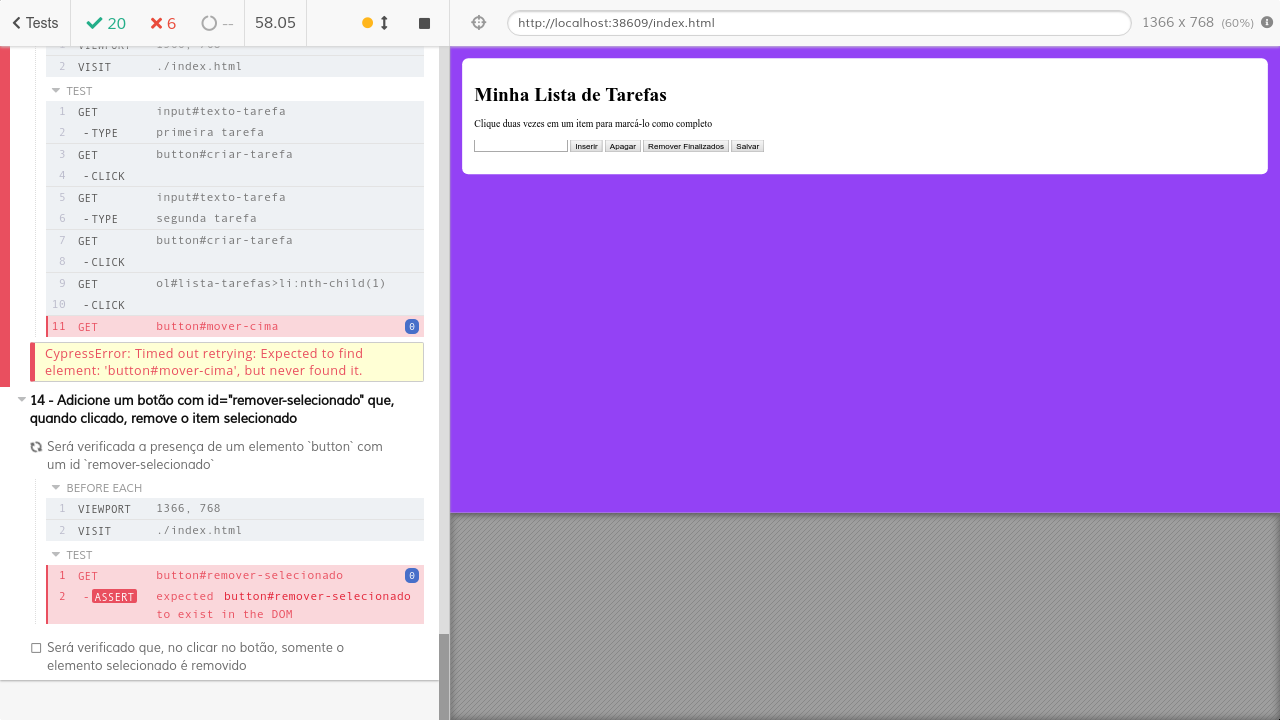 Tests 20 6 -- 58.05
http://localhost:38609/index.html 1366 x 768 (60%)
1 VIEWPORT 1366, 768
2 VISIT ./index.html
TEST
1 GET input#texto-tarefa
2 -TYPE primeira tarefa
3 GET button#criar-tarefa
4 -CLICK
5 GET input#texto-tarefa
6 -TYPE segunda tarefa
7 GET button#criar-tarefa
8 -CLICK
9 GET ol#lista-tarefas>li:nth-child(1)
10 -CLICK
11 GET button#mover-cima 0
CypressError: Timed out retrying: Expected to find
element: 'button#mover-cima', but never found it.
14 - Adicione um botão com id="remover-selecionado" que,
quando clicado, remove o item selecionado
Será verificada a presença de um elemento `button` com
um id `remover-selecionado`
BEFORE EACH
1 VIEWPORT 1366, 768
2 VISIT ./index.html
TEST
1 GET button#remover-selecionado 0
2 -ASSERT expected button#remover-selecionado
to exist in the DOM
Será verificado que, no clicar no botão, somente o
elemento selecionado é removido
Minha Lista de Tarefas
Clique duas vezes em um item para marcá-lo como completo
Inserir Apagar Remover Finalizados Salvar